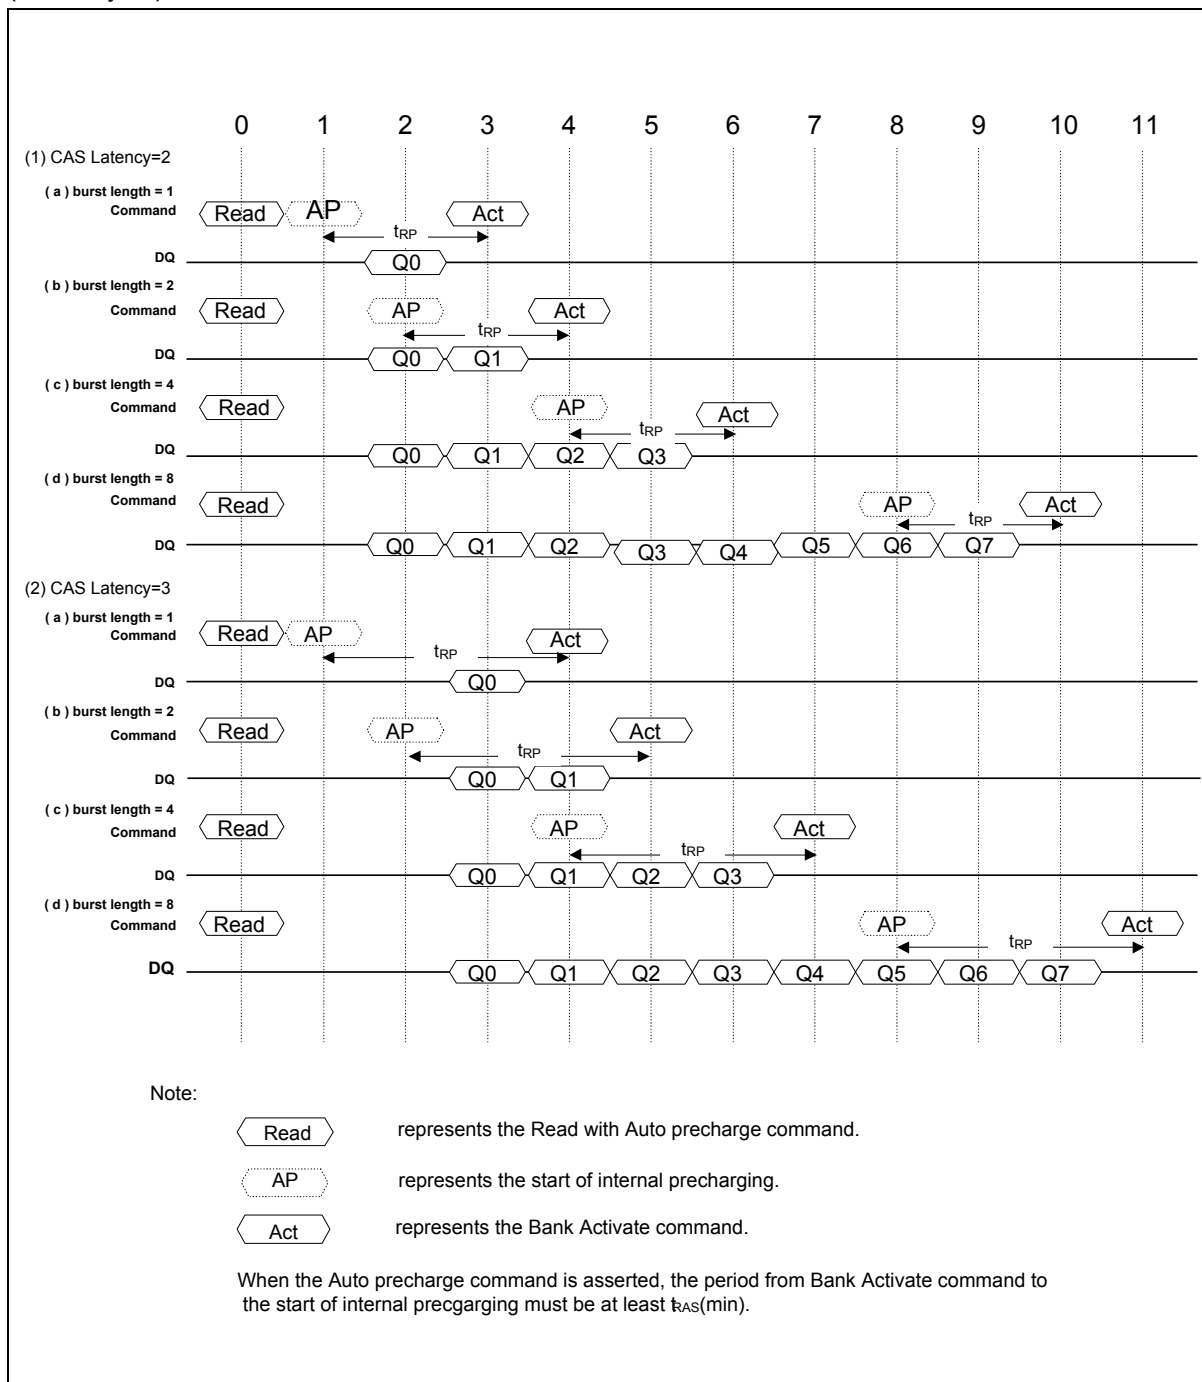 0 1 2 3 4 5 6 7 8 9 10 11
(1) CAS Latency=2
( a ) burst length = 1
Command Read AP Act
tRP
DQ Q0
( b ) burst length = 2
Command Read AP Act
tRP
DQ Q0 Q1
( c ) burst length = 4
Command Read AP Act
tRP
DQ Q0 Q1 Q2 Q3
( d ) burst length = 8
Command Read AP Act
tRP
DQ Q0 Q1 Q2 Q3 Q4 Q5 Q6 Q7
(2) CAS Latency=3
( a ) burst length = 1
Command Read AP Act
tRP
DQ Q0
( b ) burst length = 2
Command Read AP Act
tRP
DQ Q0 Q1
( c ) burst length = 4
Command Read AP Act
tRP
DQ Q0 Q1 Q2 Q3
( d ) burst length = 8
Command Read AP Act
tRP
DQ Q0 Q1 Q2 Q3 Q4 Q5 Q6 Q7
Note:
Read represents the Read with Auto precharge command.
AP represents the start of internal precharging.
Act represents the Bank Activate command.
When the Auto precharge command is asserted, the period from Bank Activate command to
the start of internal precgarging must be at least tRAS(min).